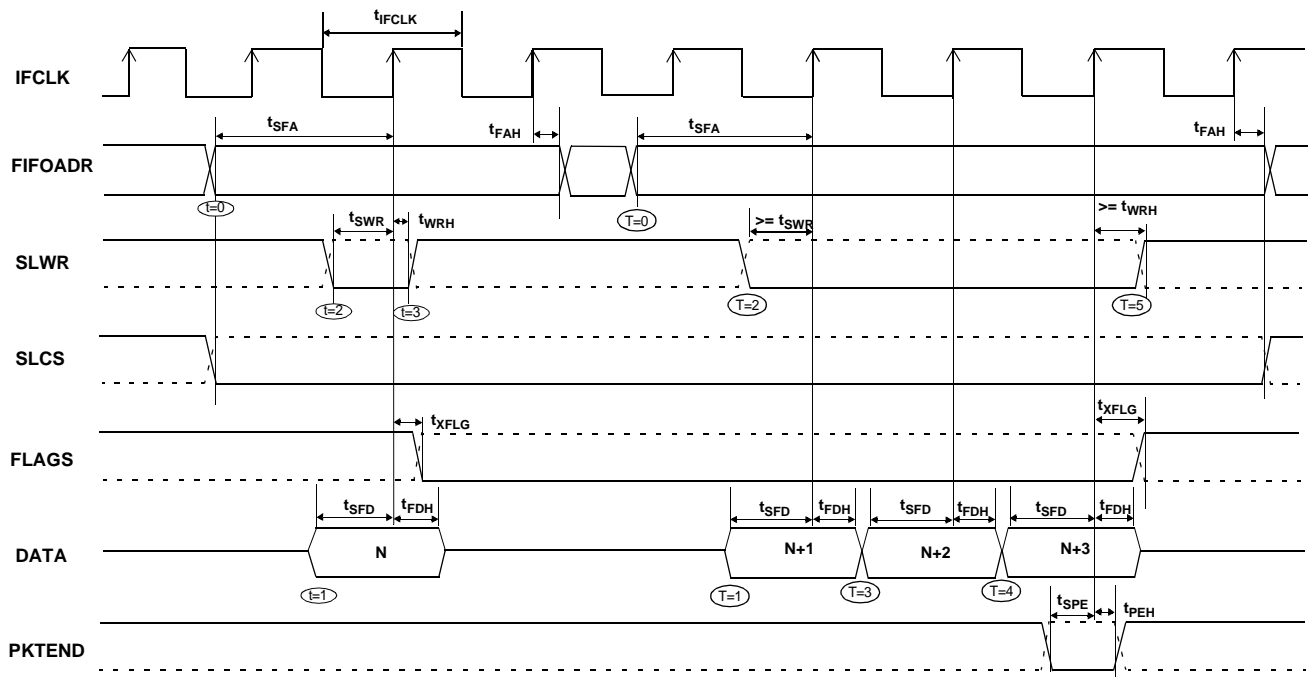 tIFCLK
IFCLK
tSFA tFAH tSFA tFAH
FIFOADR
t=0 T=0
tSWR tWRH >= tSWR >= tWRH
SLWR
t=2 t=3 T=2 T=5
SLCS
tXFLG tXFLG
FLAGS
tSFD tFDH tSFD tFDH tSFD tFDH tSFD tFDH
DATA N N+1 N+2 N+3
t=1 T=1 T=3 T=4
tSPE tPEH
PKTEND